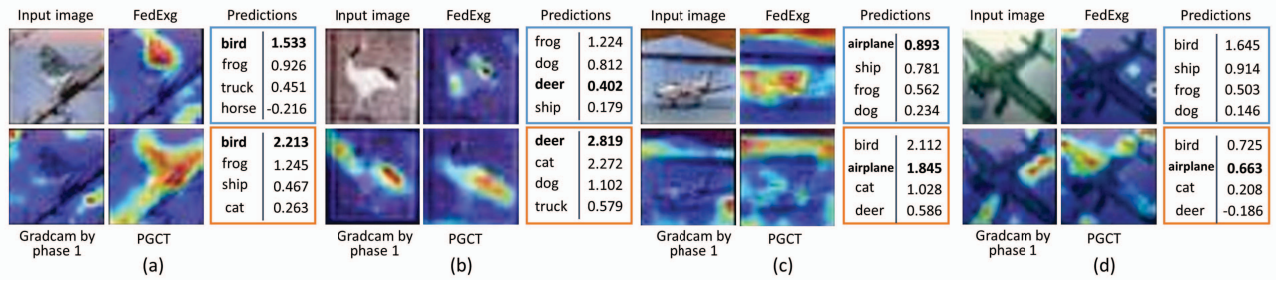 Input image FedExg Predictions
bird 1.533
frog 0.926
truck 0.451
horse -0.216
bird 2.213
frog 1.245
ship 0.467
cat 0.263
Gradcam by
phase 1
PGCT
(a)
Input image FedExg Predictions
frog 1.224
dog 0.812
deer 0.402
ship 0.179
deer 2.819
cat 2.272
dog 1.102
truck 0.579
Gradcam by
phase 1
PGCT
(b)
Input image FedExg Predictions
airplane 0.893
ship 0.781
frog 0.562
dog 0.234
bird 2.112
airplane 1.845
cat 1.028
deer 0.586
Gradcam by
phase 1
PGCT
(c)
Input image FedExg Predictions
bird 1.645
ship 0.914
frog 0.503
dog 0.146
bird 0.725
airplane 0.663
cat 0.208
deer -0.186
Gradcam by
phase 1
PGCT
(d)